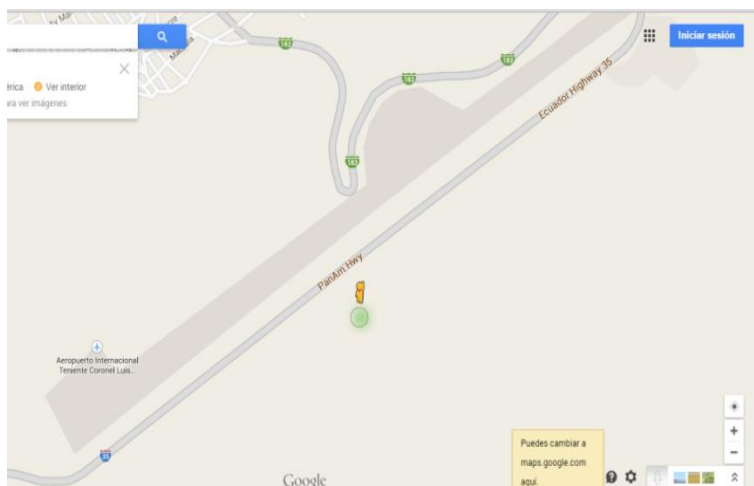 Iniciar sesión
érica Ver interior
ara ver imágenes
182
182
182
182
Ecuador Highway 35
PanAm Hwy
Aeropuerto Internacional
Teniente Coronel Luis...
35
Puedes cambiar a
maps.google.com
aquí.
Google